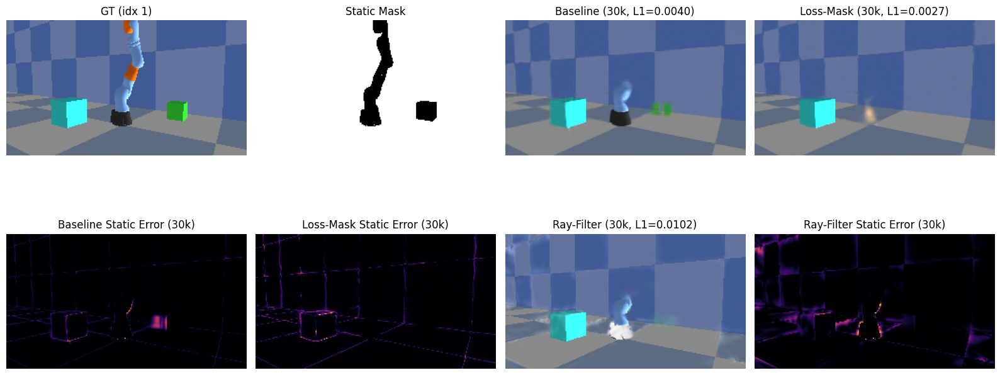 GT (idx 1)
Static Mask
Baseline (30k, L1=0.0040)
Loss-Mask (30k, L1=0.0027)
Baseline Static Error (30k)
Loss-Mask Static Error (30k)
Ray-Filter (30k, L1=0.0102)
Ray-Filter Static Error (30k)